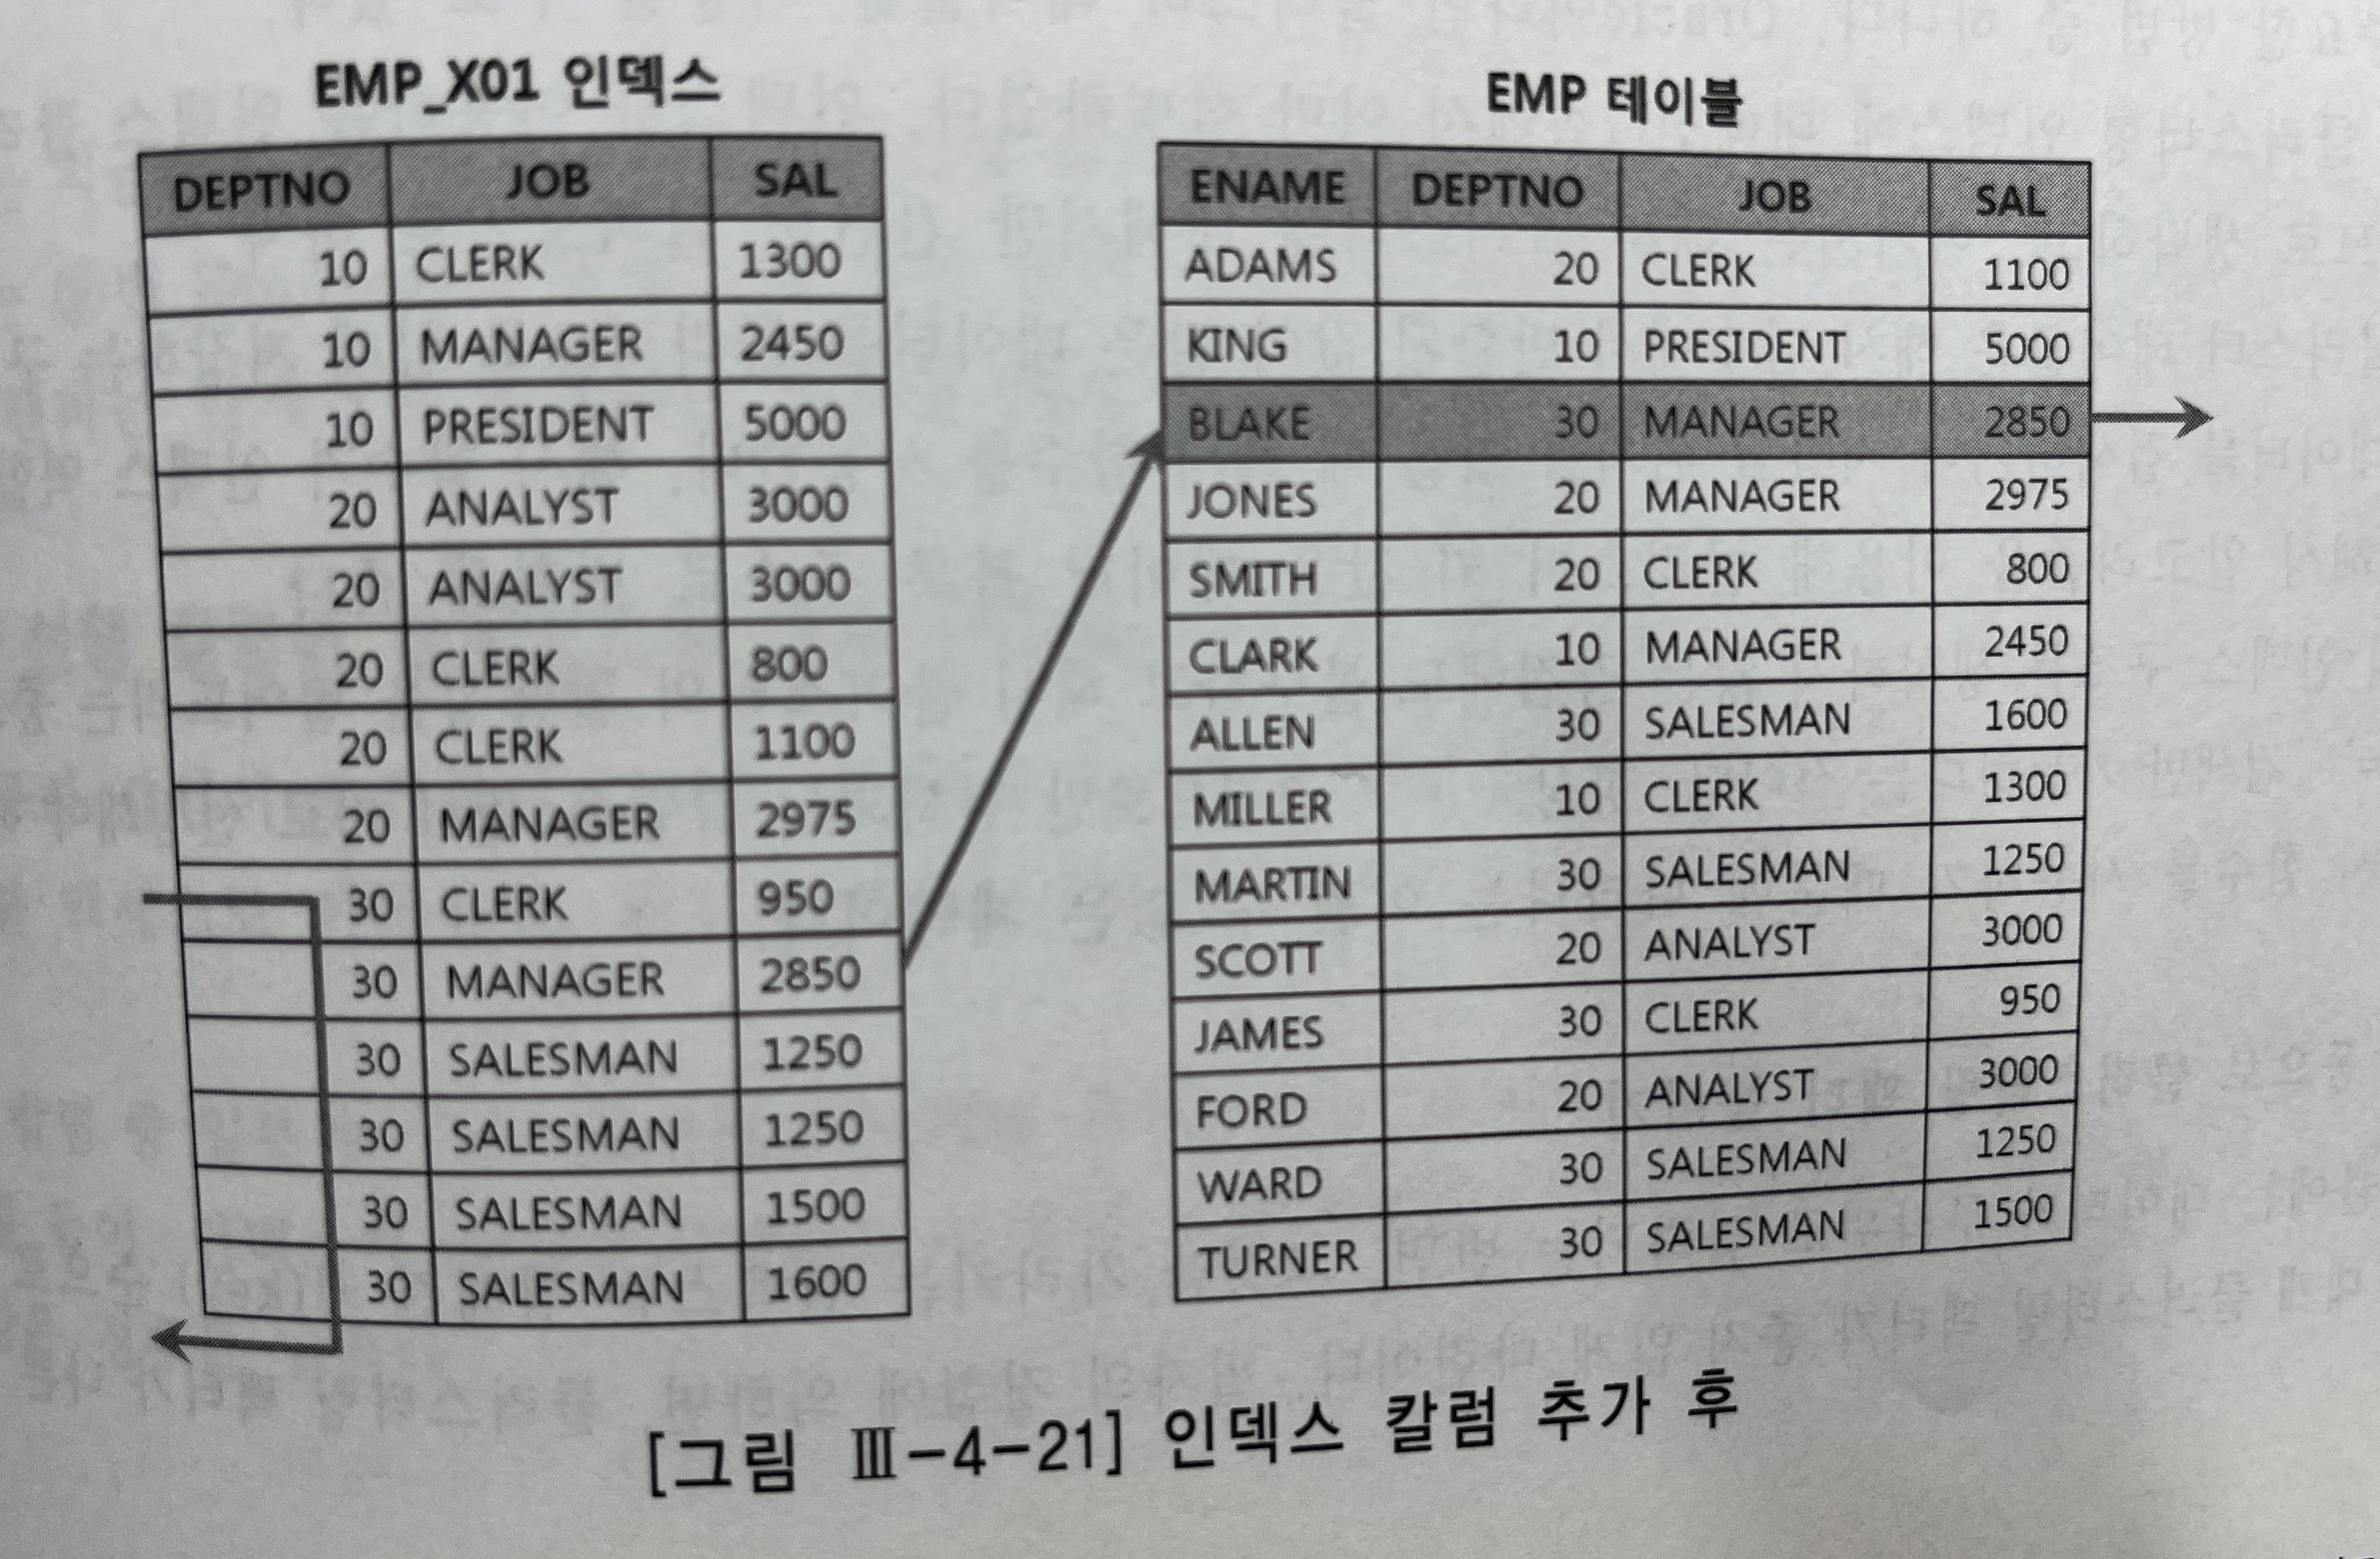 EMP_X01 인덱스
DEPTNO JOB SAL
10 CLERK 1300
10 MANAGER 2450
10 PRESIDENT 5000
20 ANALYST 3000
20 ANALYST 3000
20 CLERK 800
20 CLERK 1100
20 MANAGER 2975
30 CLERK 950
30 MANAGER 2850
30 SALESMAN 1250
30 SALESMAN 1250
30 SALESMAN 1500
30 SALESMAN 1600
EMP 테이블
ENAME DEPTNO JOB SAL
ADAMS 20 CLERK 1100
KING 10 PRESIDENT 5000
BLAKE 30 MANAGER 2850
JONES 20 MANAGER 2975
SMITH 20 CLERK 800
CLARK 10 MANAGER 2450
ALLEN 30 SALESMAN 1600
MILLER 10 CLERK 1300
MARTIN 30 SALESMAN 1250
SCOTT 20 ANALYST 3000
JAMES 30 CLERK 950
FORD 20 ANALYST 3000
WARD 30 SALESMAN 1250
TURNER 30 SALESMAN 1500
[그림 Ⅲ-4-21] 인덱스 칼럼 추가 후